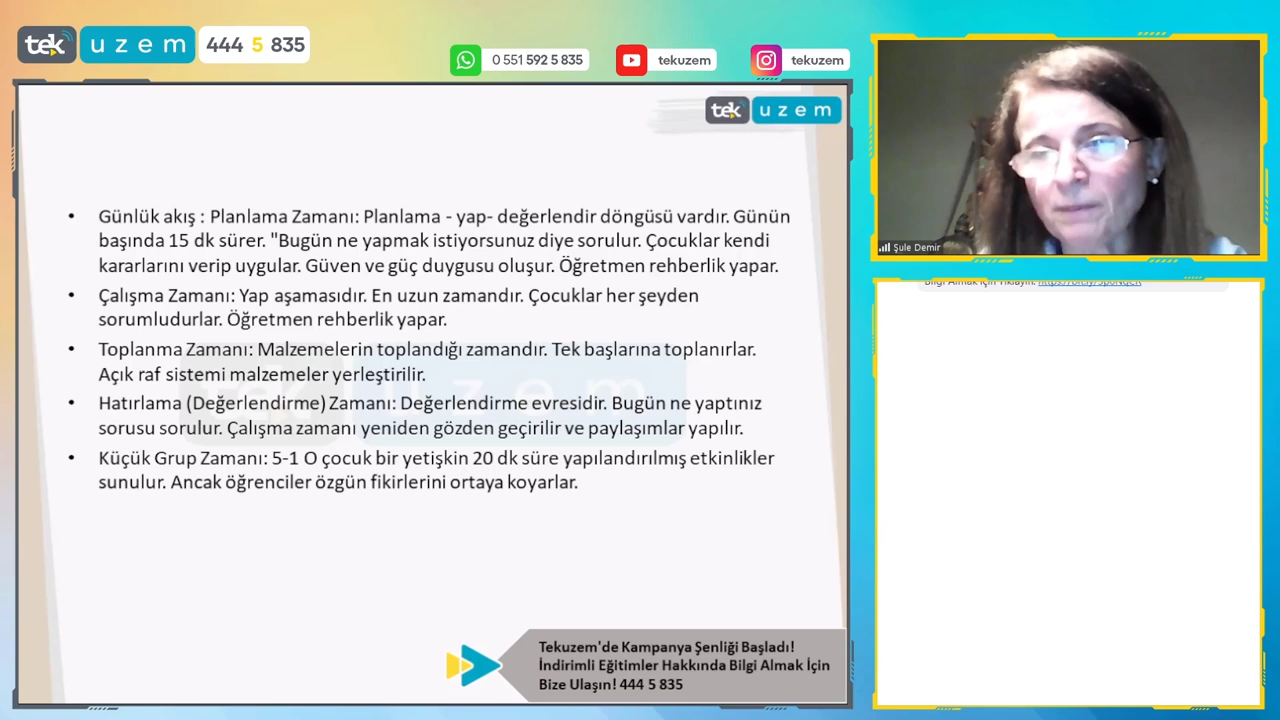 tek uzem 444 5 835
0 551 592 5 835
tekuzem
tekuzem
tek uzem
• Günlük akış : Planlama Zamanı: Planlama - yap- değerlendir döngüsü vardır. Günün
başında 15 dk sürer. "Bugün ne yapmak istiyorsunuz diye sorulur. Çocuklar kendi
kararlarını verip uygular. Güven ve güç duygusu oluşur. Öğretmen rehberlik yapar.
• Çalışma Zamanı: Yap aşamasıdır. En uzun zamandır. Çocuklar her şeyden
sorumludurlar. Öğretmen rehberlik yapar.
• Toplanma Zamanı: Malzemelerin toplandığı zamandır. Tek başlarına toplanırlar.
Açık raf sistemi malzemeler yerleştirilir.
• Hatırlama (Değerlendirme) Zamanı: Değerlendirme evresidir. Bugün ne yaptınız
sorusu sorulur. Çalışma zamanı yeniden gözden geçirilir ve paylaşımlar yapılır.
• Küçük Grup Zamanı: 5-1 O çocuk bir yetişkin 20 dk süre yapılandırılmış etkinlikler
sunulur. Ancak öğrenciler özgün fikirlerini ortaya koyarlar.
tek uzem
Tekuzem'de Kampanya Şenliği Başladı!
İndirimli Eğitimler Hakkında Bilgi Almak İçin
Bize Ulaşın! 444 5 835
Şule Demir